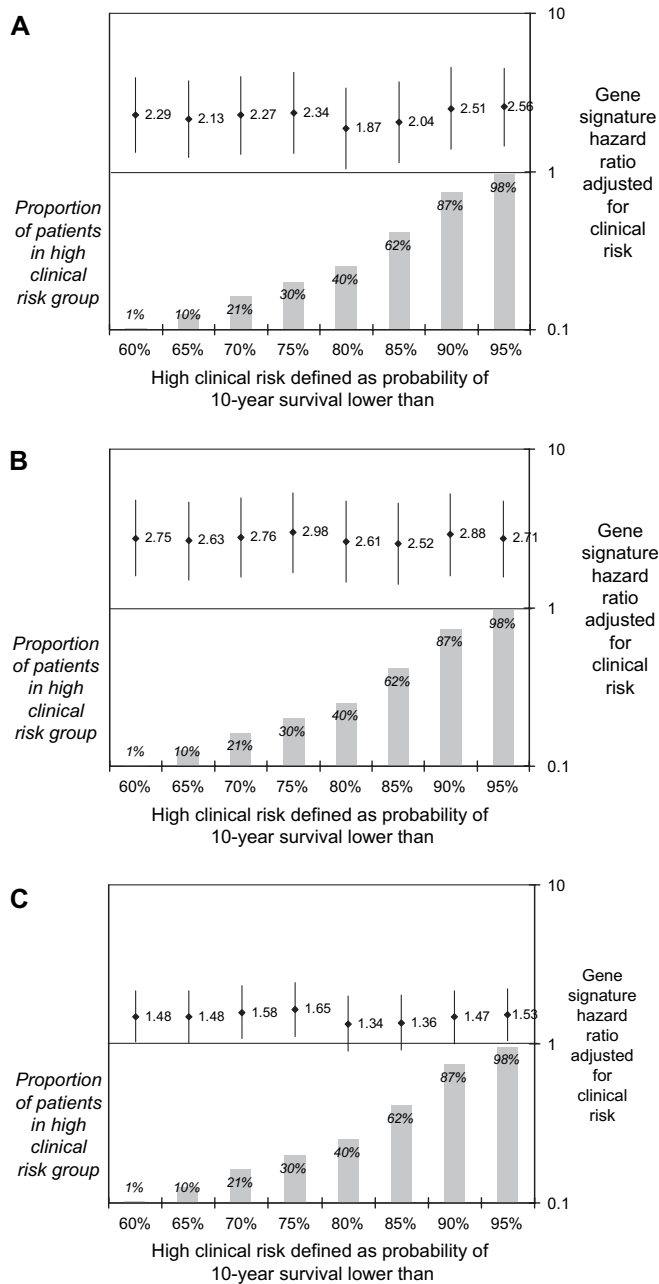 A
10
2.29
2.13
2.27
2.34
1.87
2.04
2.51
2.56
Gene
signature
hazard
ratio
adjusted
for
clinical
risk
1
Proportion
of patients
in high
clinical
risk group
1%
10%
21%
30%
40%
62%
87%
98%
0.1
60%
65%
70%
75%
80%
85%
90%
95%
High clinical risk defined as probability of
10-year survival lower than
B
10
2.75
2.63
2.76
2.98
2.61
2.52
2.88
2.71
Gene
signature
hazard
ratio
adjusted
for
clinical
risk
1
Proportion
of patients
in high
clinical
risk group
1%
10%
21%
30%
40%
62%
87%
98%
0.1
60%
65%
70%
75%
80%
85%
90%
95%
High clinical risk defined as probability of
10-year survival lower than
C
10
1.48
1.48
1.58
1.65
1.34
1.36
1.47
1.53
Gene
signature
hazard
ratio
adjusted
for
clinical
risk
1
Proportion
of patients
in high
clinical
risk group
1%
10%
21%
30%
40%
62%
87%
98%
0.1
60%
65%
70%
75%
80%
85%
90%
95%
High clinical risk defined as probability of
10-year survival lower than